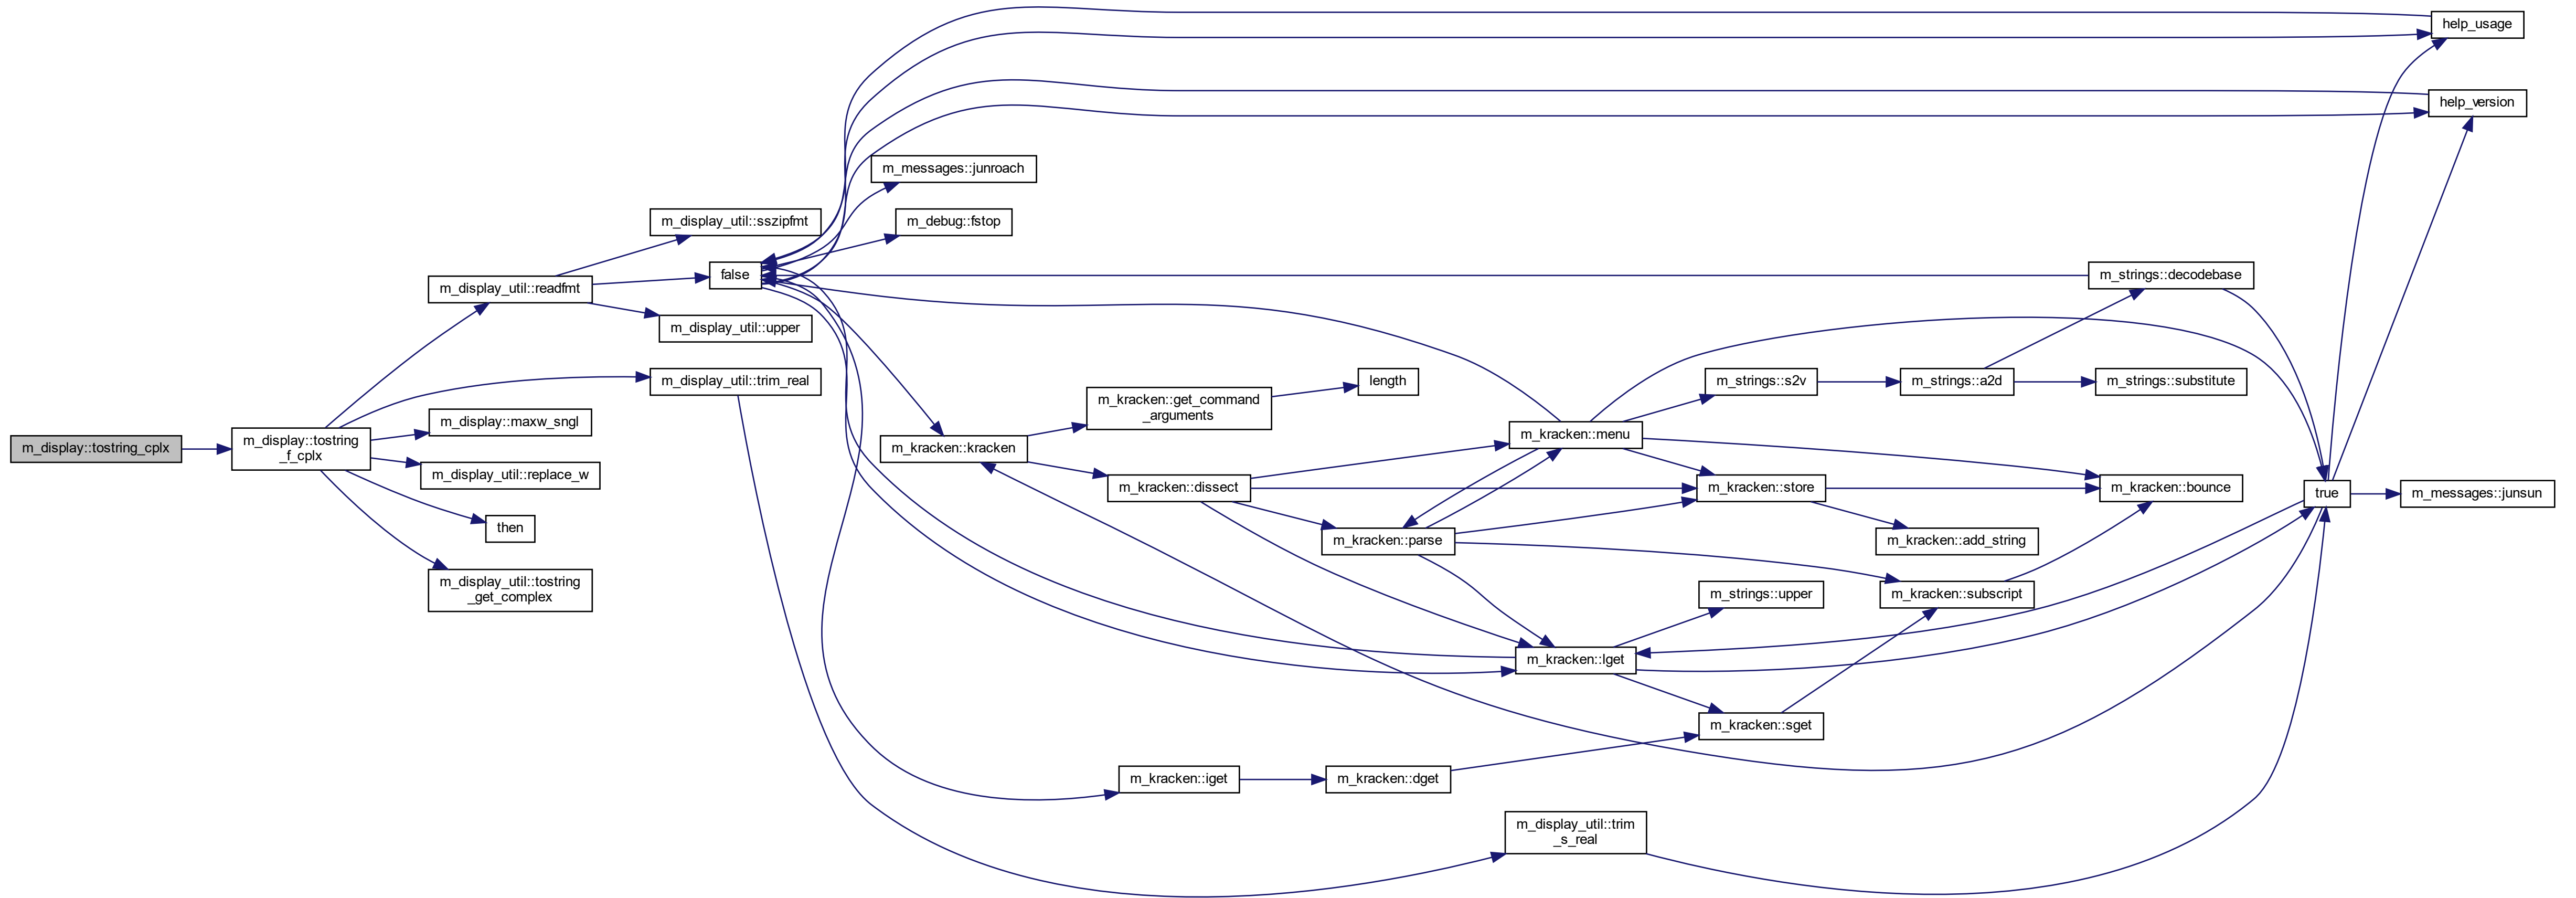 help_usage
help_version
m_messages::junroach
m_display_util::sszipfmt
m_debug::fstop
false
m_strings::decodebase
m_display_util::readfmt
m_display_util::upper
m_display_util::trim_real
length
m_strings::s2v
m_strings::a2d
m_strings::substitute
m_kracken::get_command
_arguments
m_display::maxw_sngl
m_kracken::menu
m_display::tostring_cplx
m_display::tostring
_f_cplx
m_kracken::kracken
m_display_util::replace_w
m_kracken::dissect
m_kracken::store
m_kracken::bounce
true
m_messages::junsun
then
m_kracken::parse
m_kracken::add_string
m_display_util::tostring
_get_complex
m_strings::upper
m_kracken::subscript
m_kracken::lget
m_kracken::sget
m_kracken::iget
m_kracken::dget
m_display_util::trim
_s_real